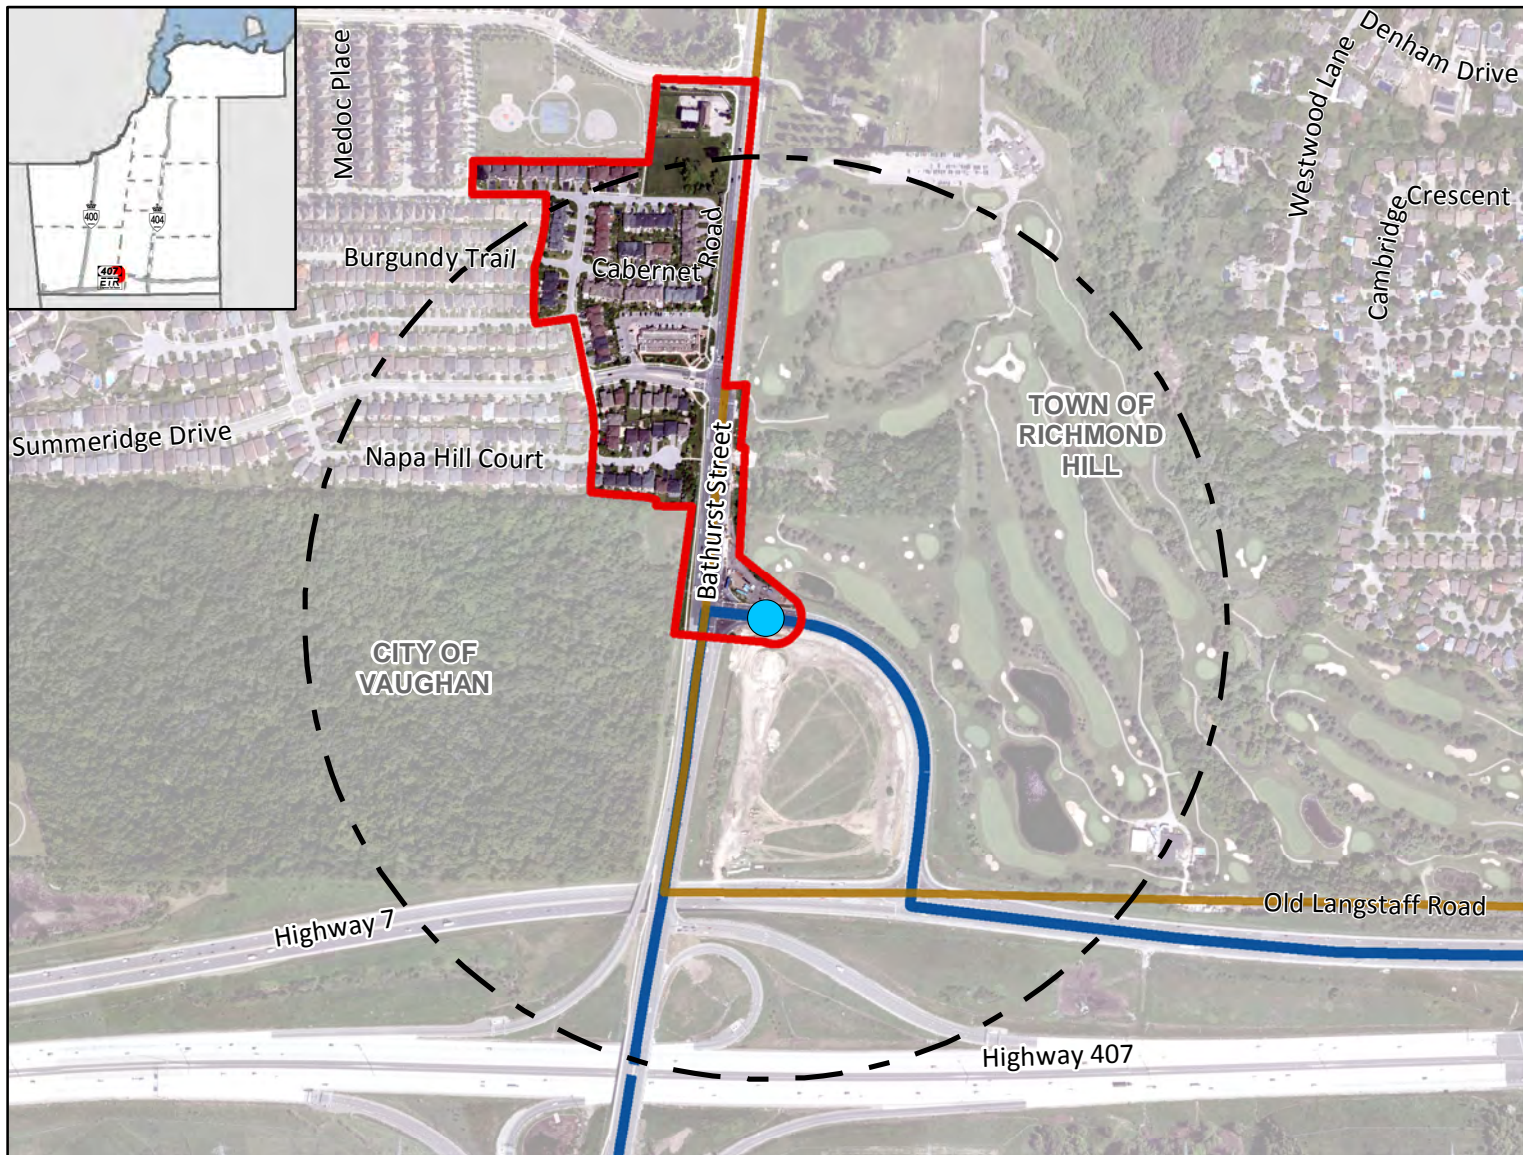 Medoc Place
Denham Drive
Westwood Lane
Crescent
Cambridge
400
404
407
ETR
Burgundy Trail
Cabernet Road
TOWN OF
RICHMOND
HILL
Summeridge Drive
Napa Hill Court
Bathurst Street
CITY OF
VAUGHAN
Old Langstaff Road
Highway 7
Highway 407